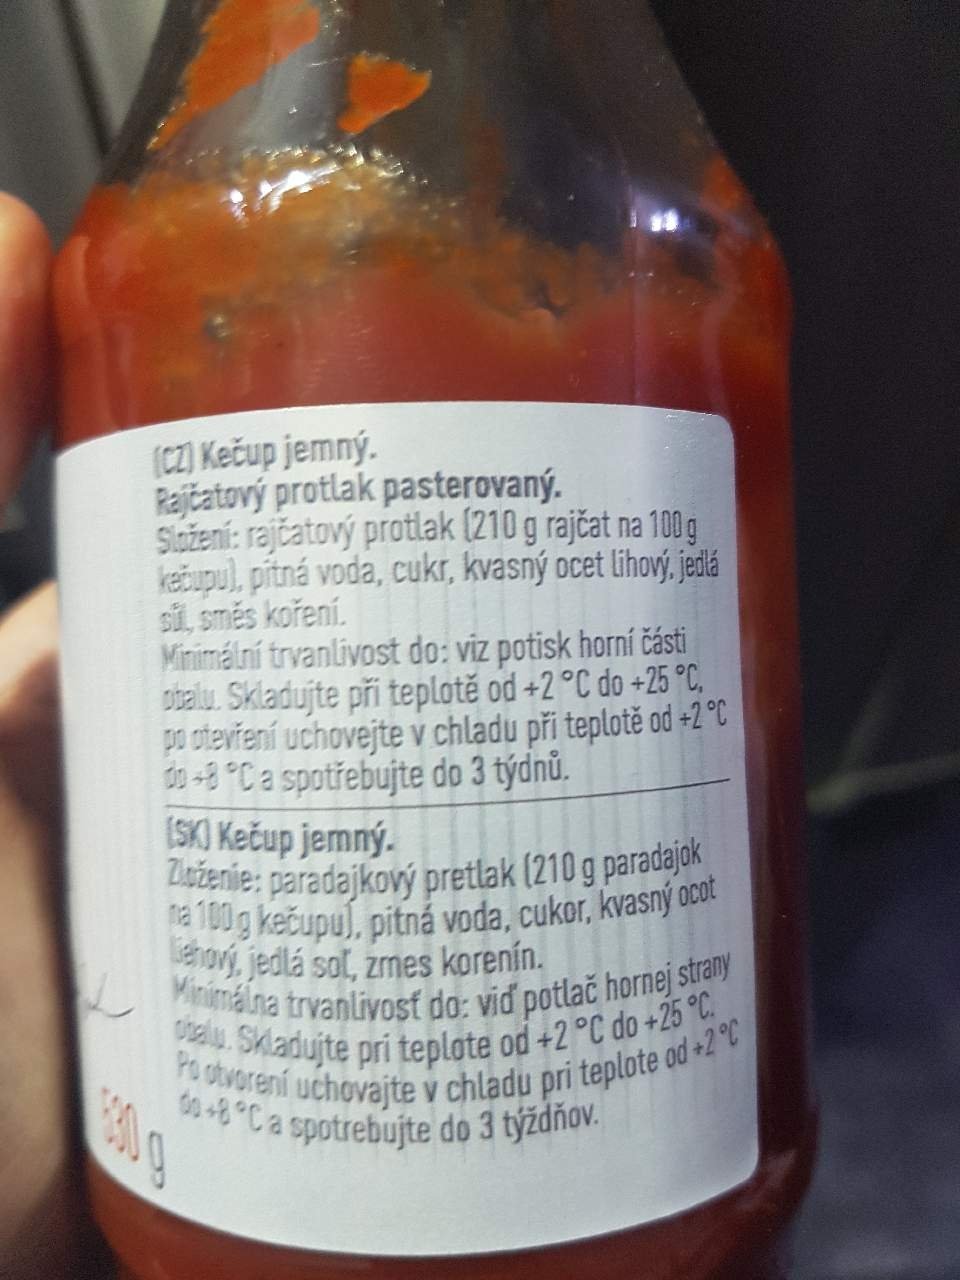 (CZ) Kečup jemný.
Rajčatový protlak pasterovaný.
Složení: rajčatový protlak (210 g rajčat na 100 g
kečupu), pitná voda, cukr, kvasný ocet lihový, jedlá
sůl, směs koření.
Minimální trvanlivost do: viz potisk horní části
obalu. Skladujte při teplotě od +2 °C do +25 °C,
po otevření uchovejte v chladu při teplotě od +2 °C
do +8 °C a spotřebujte do 3 týdnů.
(SK) Kečup jemný.
Zloženie: paradajkový pretlak (210 g paradajok
na 100 g kečupu), pitná voda, cukor, kvasný ocot
liehový, jedlá soľ, zmes korenín.
Minimálna trvanlivosť do: viď potlač hornej strany
obalu. Skladujte pri teplote od +2 °C do +25 °C.
Po otvorení uchovajte v chladu pri teplote od +2 °C
do +8 °C a spotrebujte do 3 týždňov.
530 g